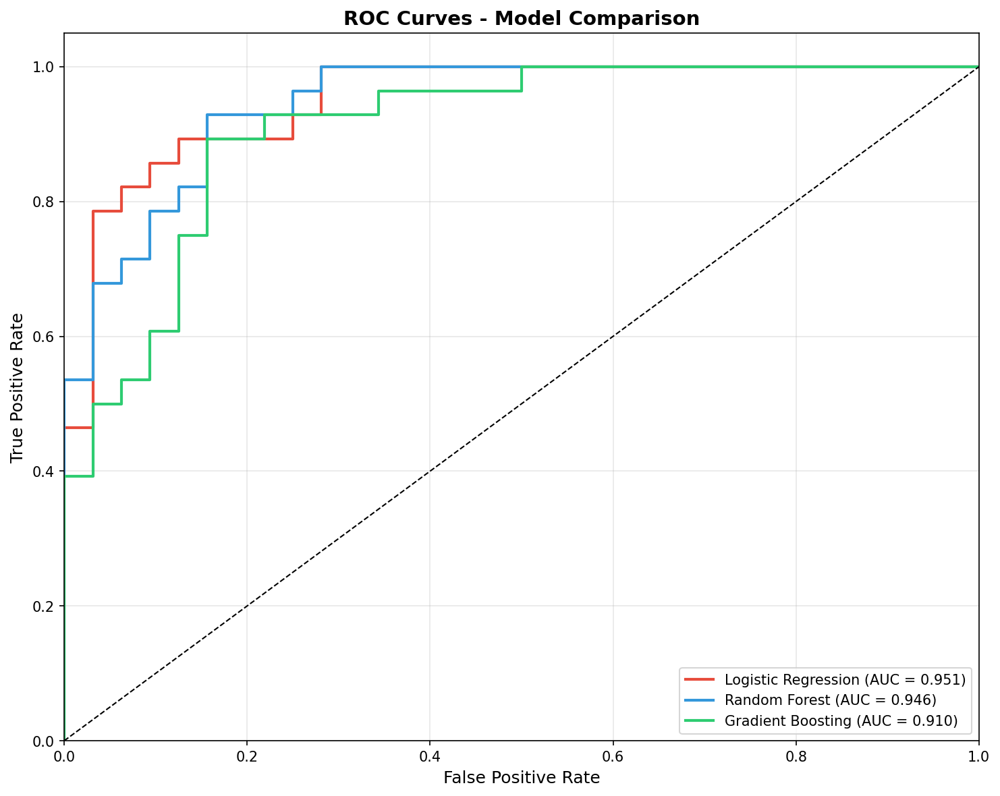 ROC Curves - Model Comparison
1.0
0.8
0.6
0.4
0.2
0.0
True Positive Rate
0.0 0.2 0.4 0.6 0.8 1.0
False Positive Rate
Logistic Regression (AUC = 0.951)
Random Forest (AUC = 0.946)
Gradient Boosting (AUC = 0.910)